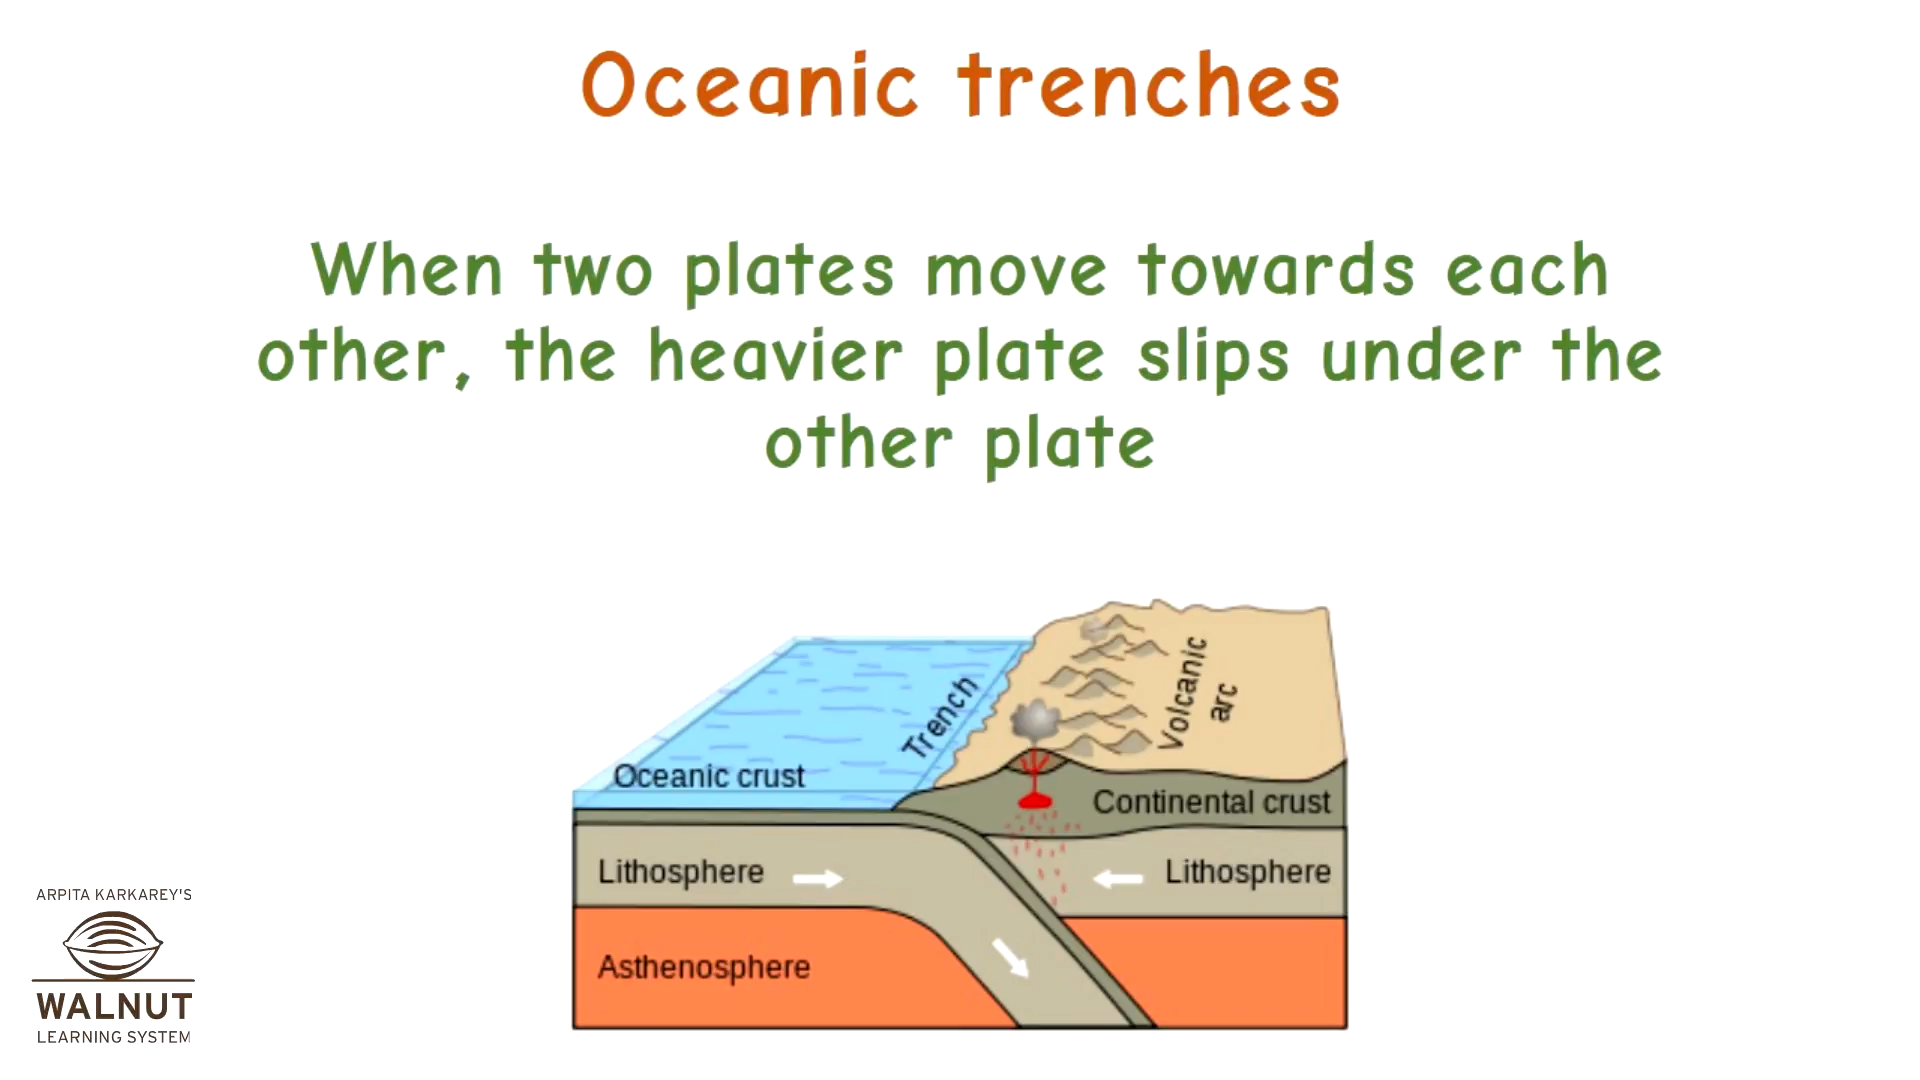 Oceanic trenches
When two plates move towards each
other, the heavier plate slips under the
other plate
Trench
Volcanic
arc
Oceanic crust
Continental crust
Lithosphere
Lithosphere
Asthenosphere
ARPITA KARKAREY'S
WALNUT
LEARNING SYSTEM